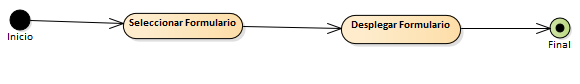 Inicio
Seleccionar Formulario
Desplegar Formulario
Final